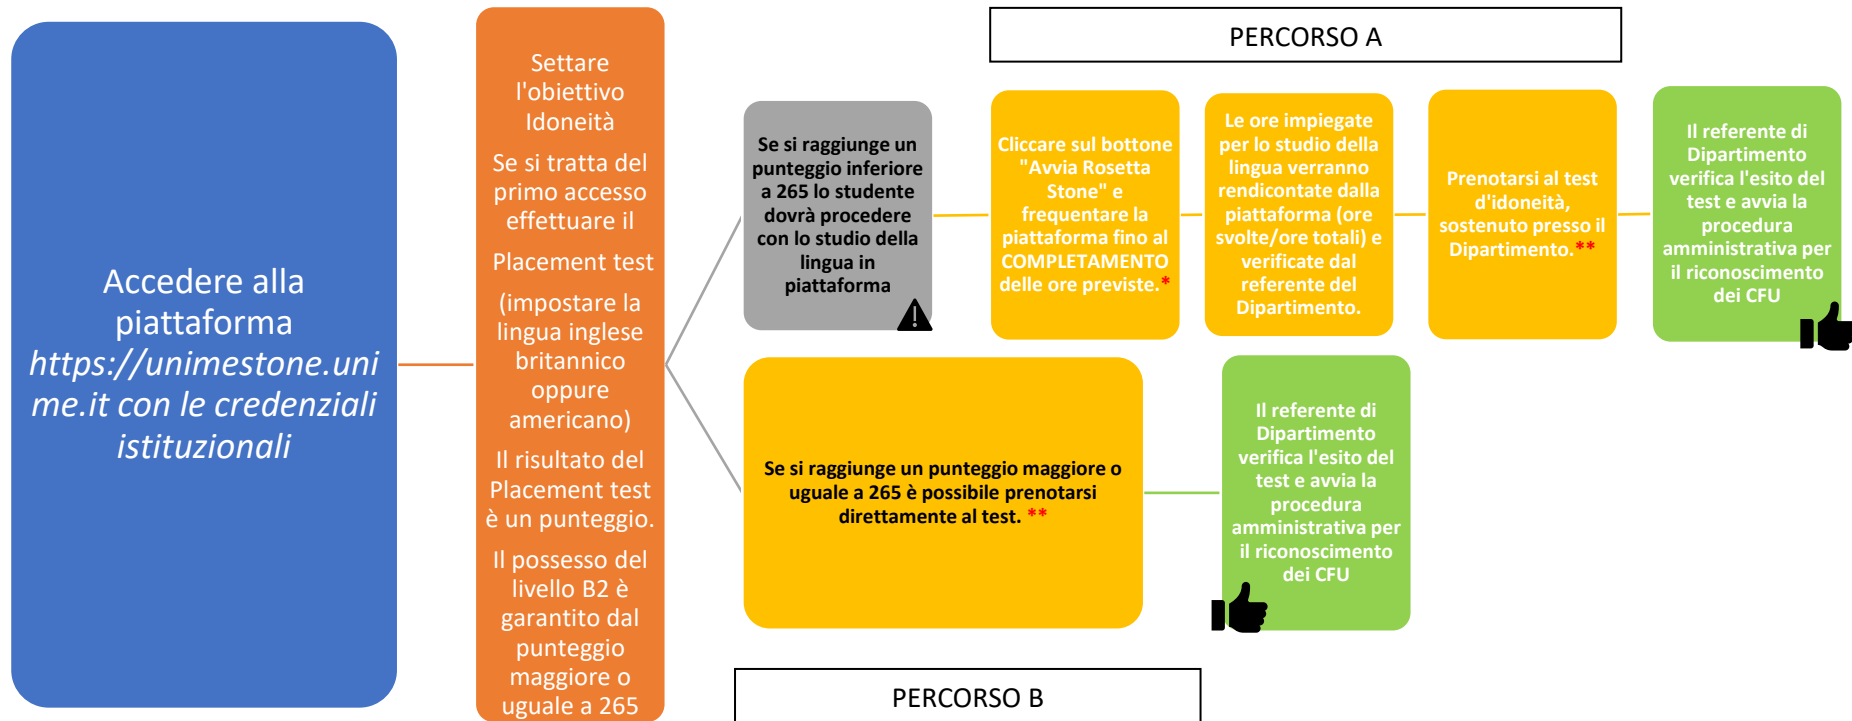 Accedere alla
piattaforma
https://unimestone.uni
me.it con le credenziali
istituzionali
Settare
l'obiettivo
Idoneità
Se si tratta del
primo accesso
effettuare il
Placement test
(impostare la
lingua inglese
britannico
oppure
americano)
Il risultato del
Placement test
è un punteggio.
Il possesso del
livello B2 è
garantito dal
punteggio
maggiore o
uguale a 265
PERCORSO A
Se si raggiunge un
punteggio inferiore
a 265 lo studente
dovrà procedere
con lo studio della
lingua in
piattaforma
Cliccare sul bottone
"Avvia Rosetta
Stone" e
frequentare la
piattaforma fino al
COMPLETAMENTO
delle ore previste.*
Le ore impiegate
per lo studio della
lingua verranno
rendicontate dalla
piattaforma (ore
svolte/ore totali) e
verificate dal
referente del
Dipartimento.
Prenotarsi al test
d'idoneità,
sostenuto presso il
Dipartimento.**
Il referente di
Dipartimento
verifica l'esito del
test e avvia la
procedura
amministrativa per
il riconoscimento
dei CFU
Se si raggiunge un punteggio maggiore o
uguale a 265 è possibile prenotarsi
direttamente al test. **
Il referente di
Dipartimento
verifica l'esito del
test e avvia la
procedura
amministrativa per
il riconoscimento
dei CFU
PERCORSO B